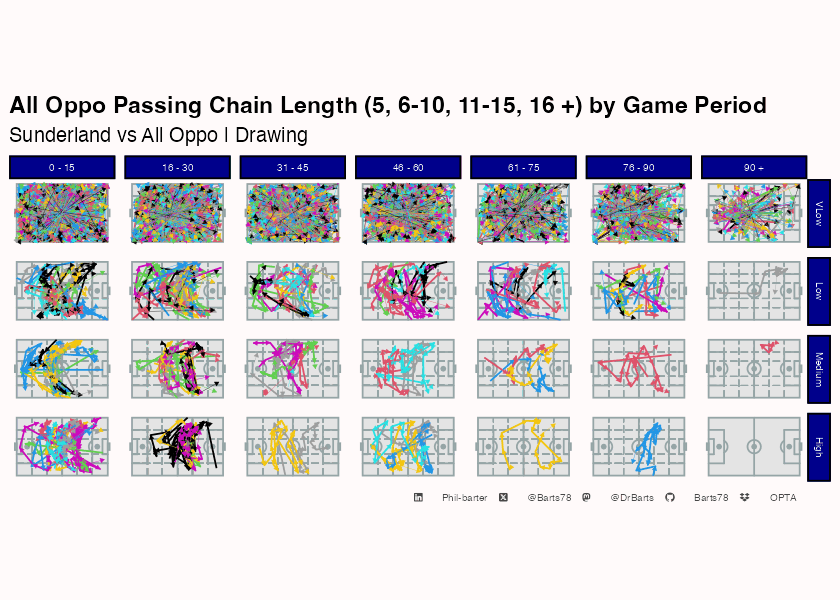 All Oppo Passing Chain Length (5, 6-10, 11-15, 16 +) by Game Period
Sunderland vs All Oppo I Drawing
0 - 15 16 - 30 31 - 45 46 - 60 61 - 75 76 - 90 90 +
VLow
Low
Medium
High
Phil-barter @Barts78 @DrBarts Barts78 OPTA